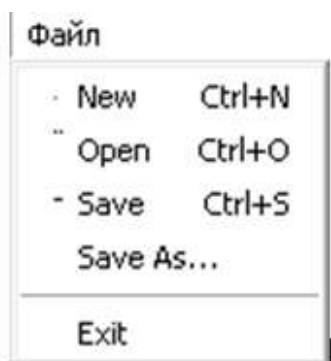 Файл
New Ctrl+N
Open Ctrl+O
Save Ctrl+S
Save As...
Exit